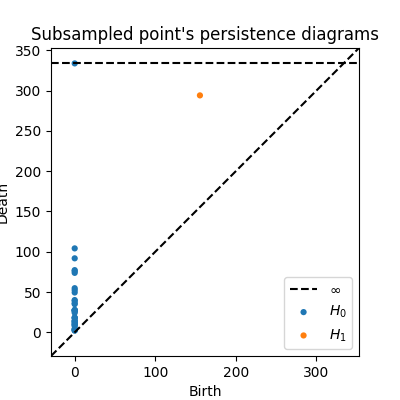 Subsampled point's persistence diagrams
350
300
250
200
150
100
50
0
Death
0 100 200 300
Birth
∞
H₀
H₁